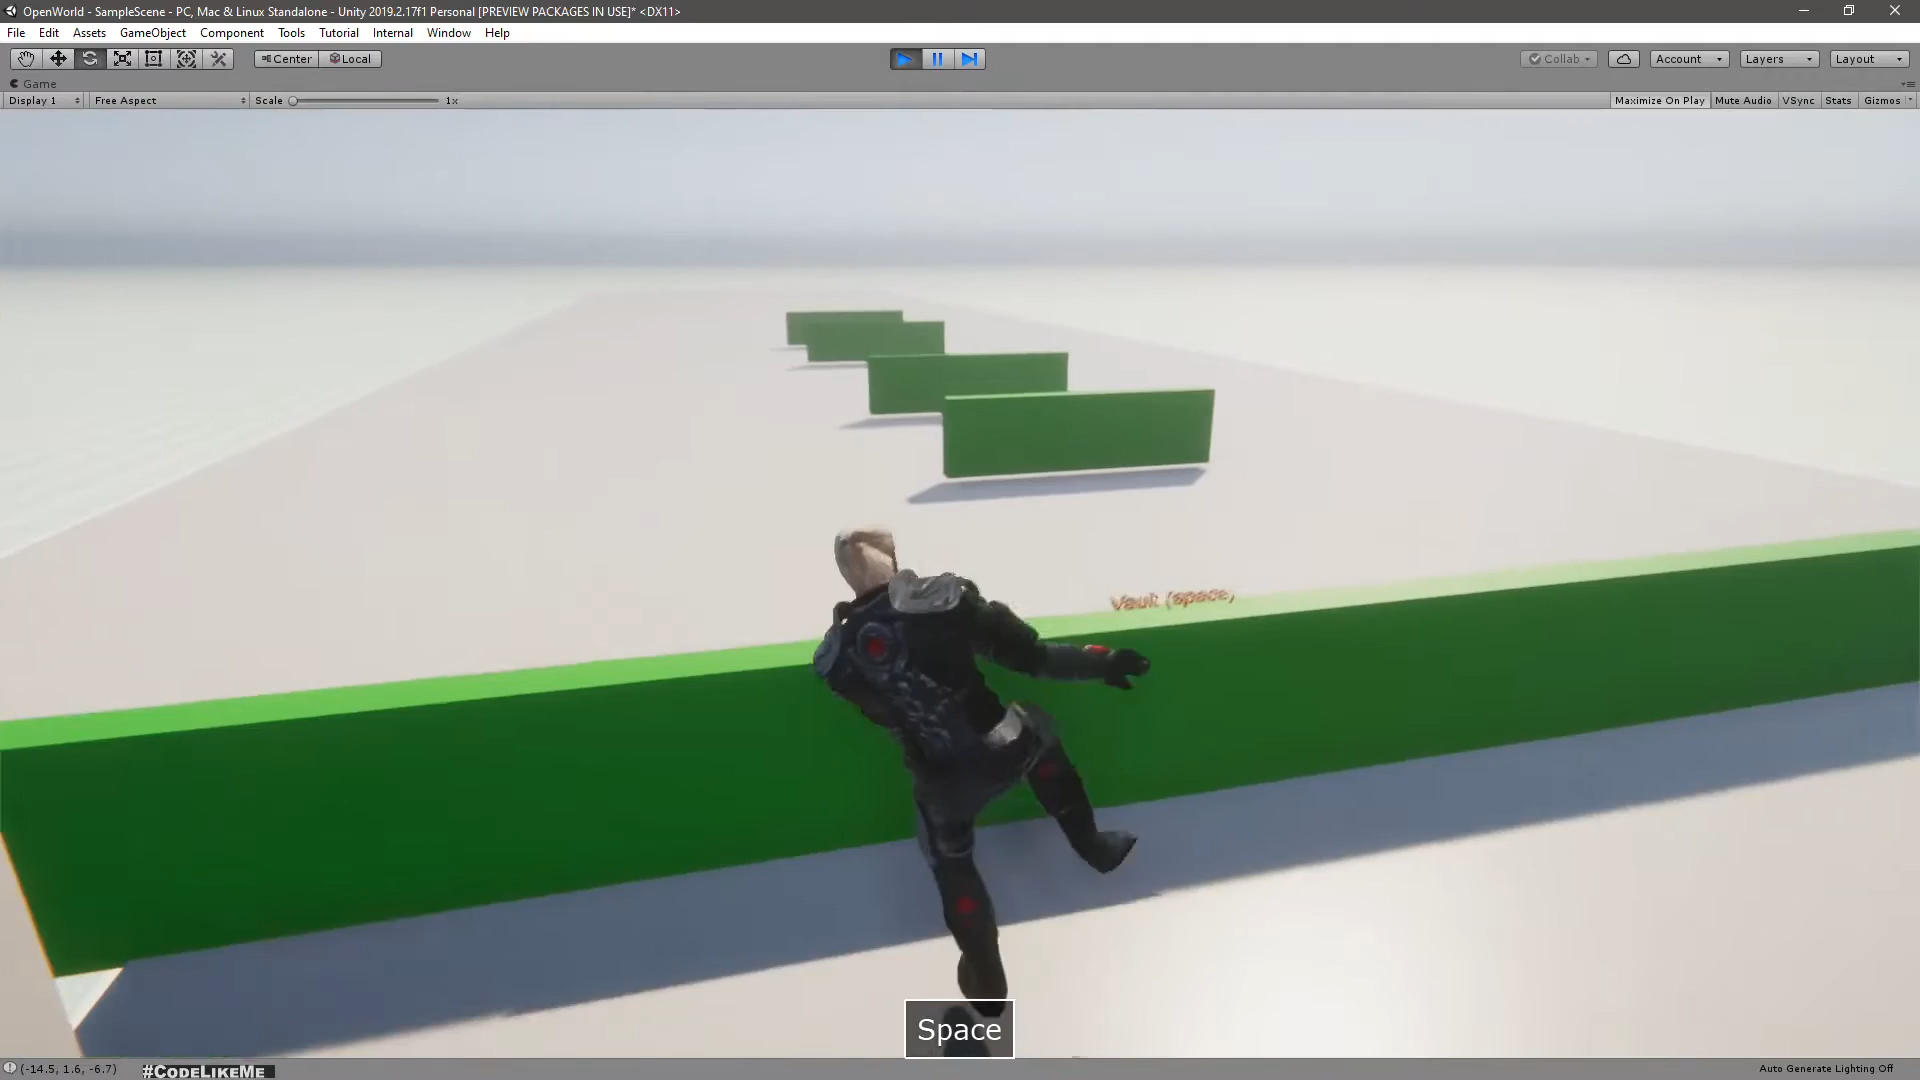 OpenWorld - SampleScene - PC, Mac & Linux Standalone - Unity 2019.2.17f1 Personal [PREVIEW PACKAGES IN USE]* <DX11>
File Edit Assets GameObject Component Tools Tutorial Internal Window Help
Center Local Collab Account Layers Layout
Game
Display 1 Free Aspect Scale 1x Maximize On Play Mute Audio VSync Stats Gizmos
Vault (space)
Space
(-14.5, 1.6, -6.7) #CodeLikeMe Auto Generate Lighting Off